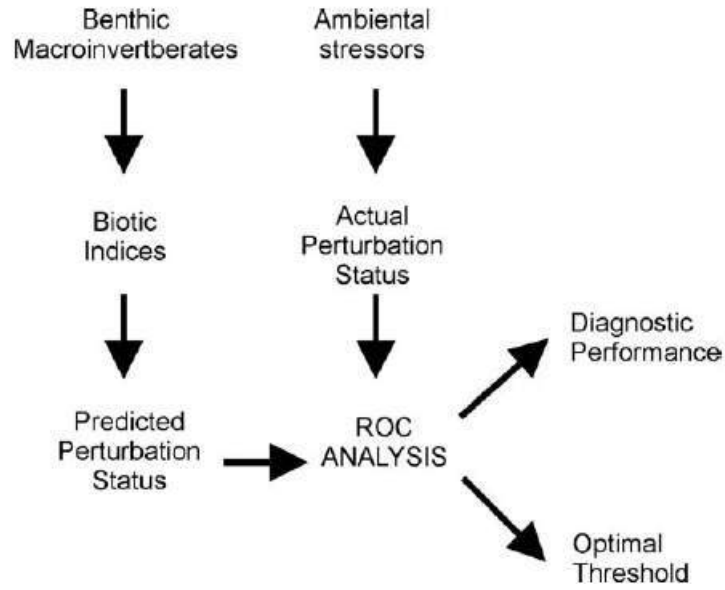 Benthic
Macroinvertberates
Ambiental
stressors
Biotic
Indices
Actual
Perturbation
Status
Diagnostic
Performance
Predicted
Perturbation
Status
ROC
ANALYSIS
Optimal
Threshold